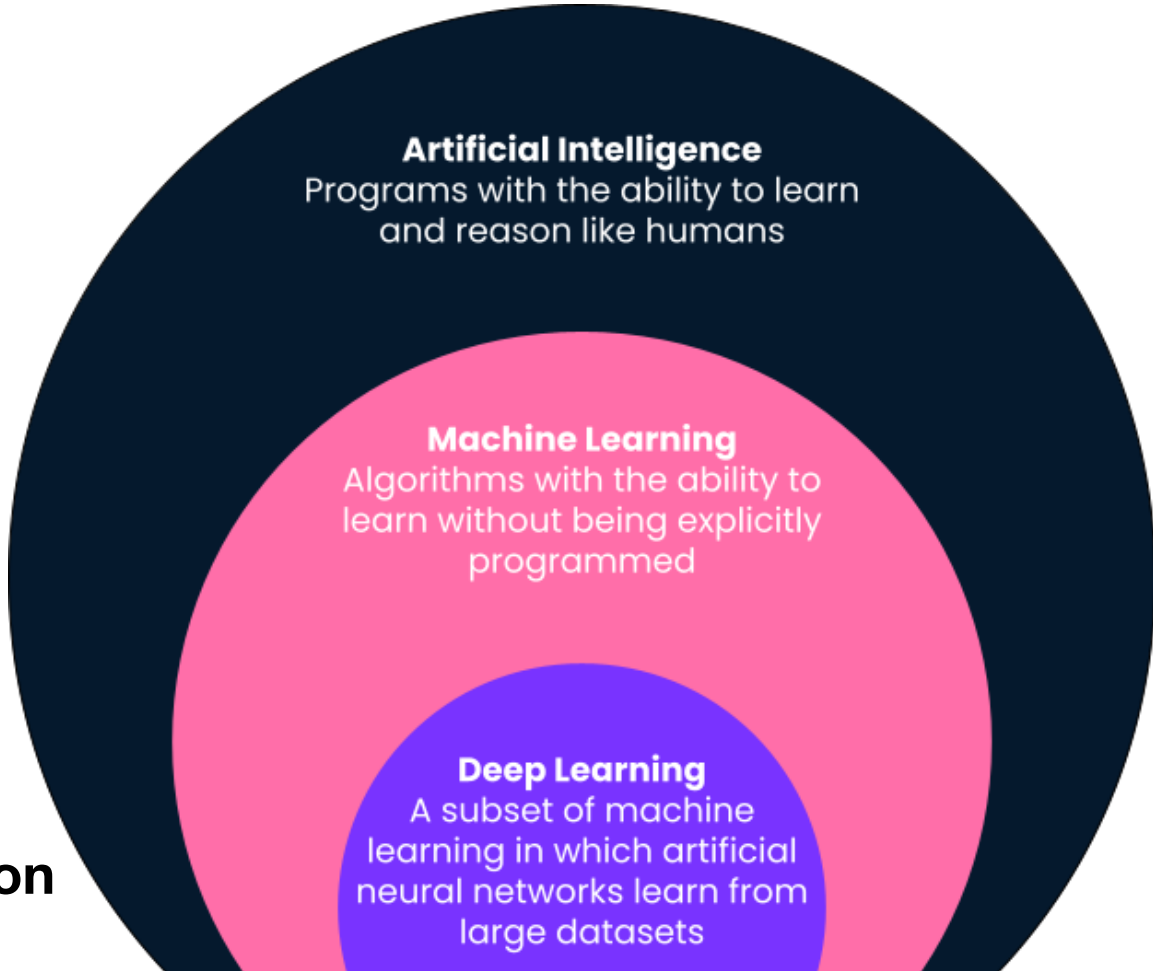 Artificial Intelligence
Programs with the ability to learn
and reason like humans
Machine Learning
Algorithms with the ability to
learn without being explicitly
programmed
Deep Learning
A subset of machine
learning in which artificial
neural networks learn from
large datasets
on